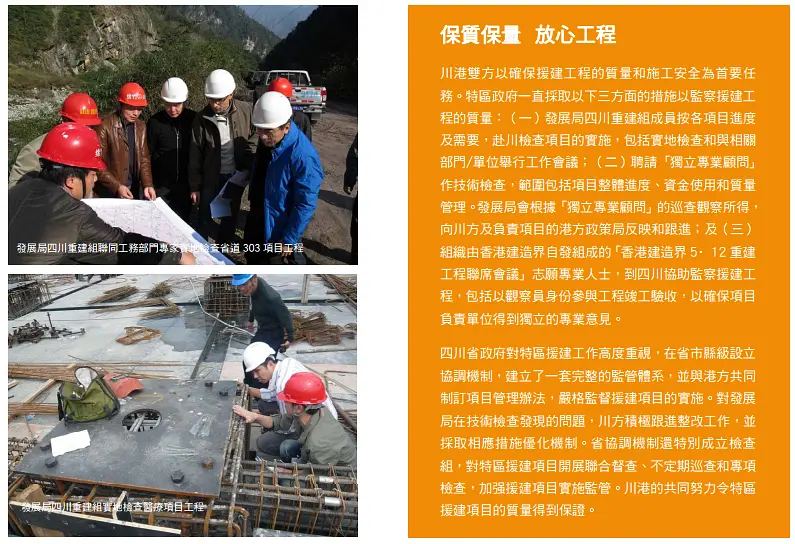 發展局四川重建組聯同工務部門專家實地檢查省道 303 項目工程
發展局四川重建組實地檢查醫療項目工程
保質保量 放心工程
川港雙方以確保援建工程的質量和施工安全為首要任
務。特區政府一直採取以下三方面的措施以監察援建工
程的質量：（一）發展局四川重建組成員按各項目進度
及需要，赴川檢查項目的實施，包括實地檢查和與相關
部門/單位舉行工作會議；（二）聘請「獨立專業顧問」
作技術檢查，範圍包括項目整體進度、資金使用和質量
管理。發展局會根據「獨立專業顧問」的巡查觀察所得，
向川方及負責項目的港方政策局反映和跟進；及（三）
組織由香港建造界自發組成的「香港建造界 5．12 重建
工程聯席會議」志願專業人士，到四川協助監察援建工
程，包括以觀察員身份參與工程竣工驗收，以確保項目
負責單位得到獨立的專業意見。
四川省政府對特區援建工作高度重視，在省市縣級設立
協調機制，建立了一套完整的監管體系，並與港方共同
制訂項目管理辦法，嚴格監督援建項目的實施。對發展
局在技術檢查發現的問題，川方積極跟進整改工作，並
採取相應措施優化機制。省協調機制還特別成立檢查
組，對特區援建項目開展聯合督查、不定期巡查和專項
檢查，加强援建項目實施監管。川港的共同努力令特區
援建項目的質量得到保證。